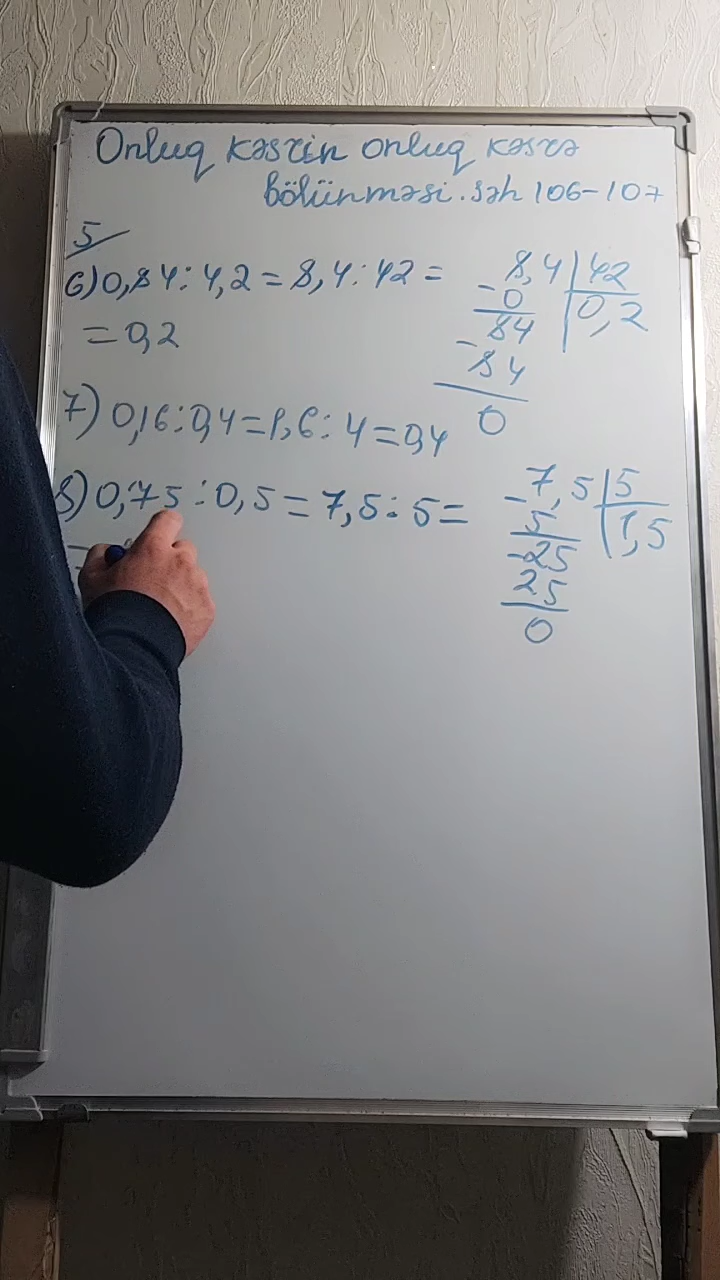 Onluq kəsrin onluq kəsrə
bölünməsi. səh 106-107
5
6) 0,84 : 4,2 = 8,4 : 42 =
= 0,2
8,4 | 42
- 0 | 0,2
84
- 84
0
7) 0,16 : 0,4 = 1,6 : 4 = 0,4
8) 0,75 : 0,5 = 7,5 : 5 =
=
- 7,5 | 5
5 | 1,5
- 25
25
0